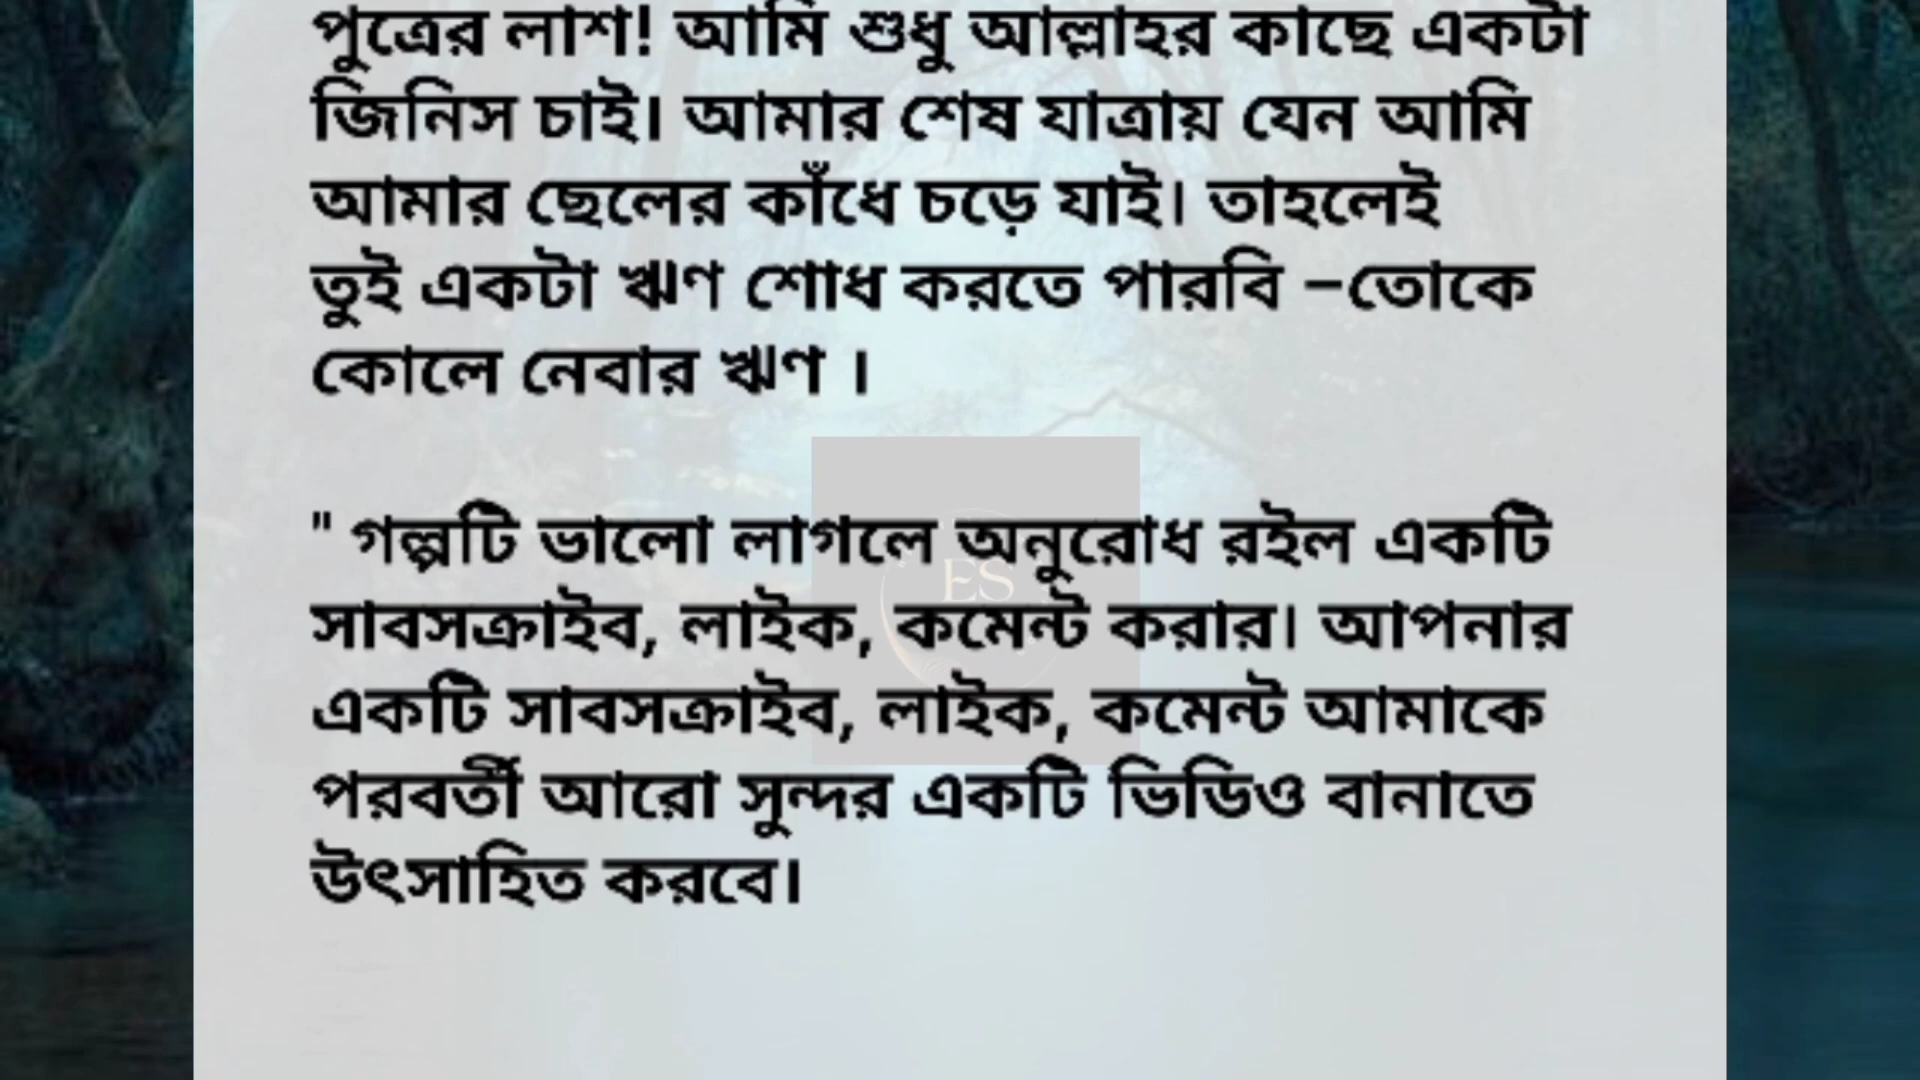 পুত্রের লাশ! আমি শুধু আল্লাহর কাছে একটা
জিনিস চাই। আমার শেষ যাত্রায় যেন আমি
আমার ছেলের কাঁধে চড়ে যাই। তাহলেই
তুই একটা ঋণ শোধ করতে পারবি –তোকে
কোলে নেবার ঋণ ।
" গল্পটি ভালো লাগলে অনুরোধ রইল একটি
ES
সাবসক্রাইব, লাইক, কমেন্ট করার। আপনার
একটি সাবসক্রাইব, লাইক, কমেন্ট আমাকে
পরবর্তী আরো সুন্দর একটি ভিডিও বানাতে
উৎসাহিত করবে।